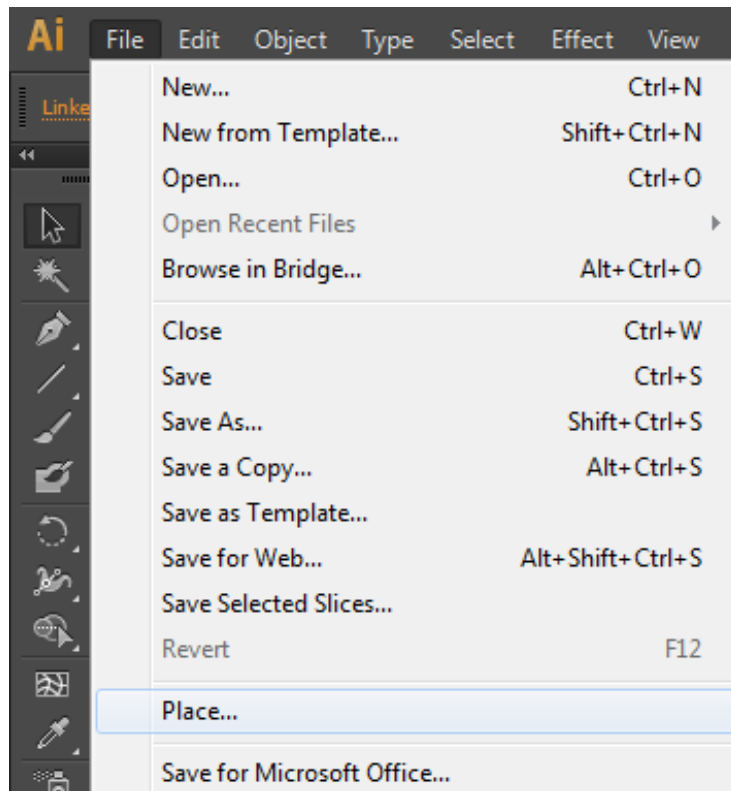 Ai File Edit Object Type Select Effect View
Linke
New... Ctrl+N
New from Template... Shift+Ctrl+N
Open... Ctrl+O
Open Recent Files
Browse in Bridge... Alt+Ctrl+O
Close Ctrl+W
Save Ctrl+S
Save As... Shift+Ctrl+S
Save a Copy... Alt+Ctrl+S
Save as Template...
Save for Web... Alt+Shift+Ctrl+S
Save Selected Slices...
Revert F12
Place...
Save for Microsoft Office...